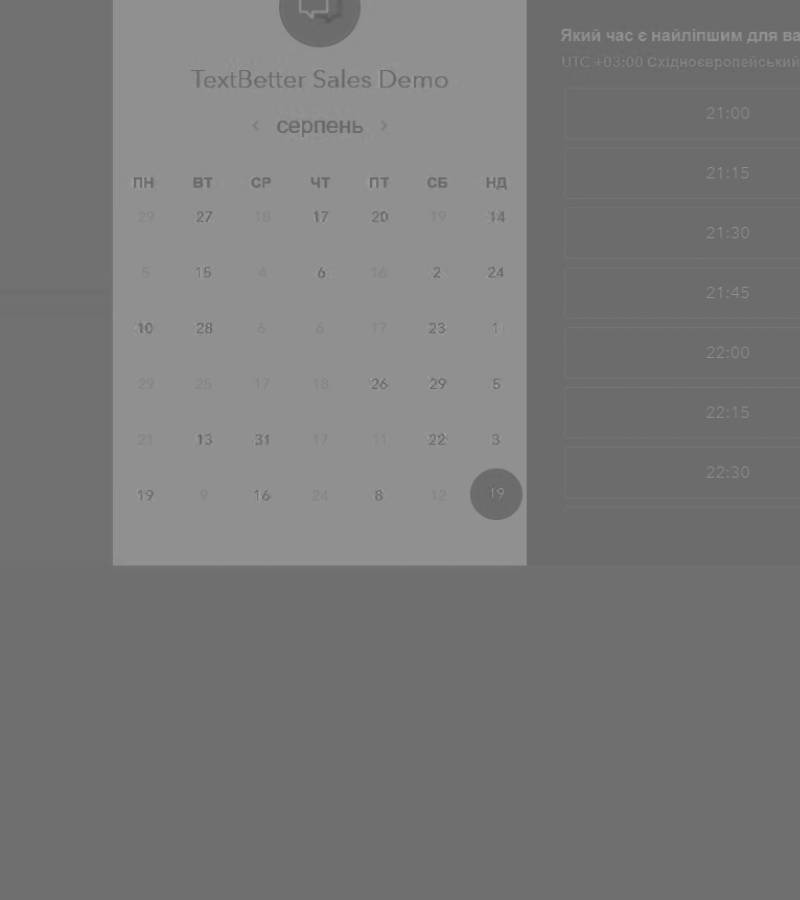 TextBetter Sales Demo
‹ серпень ›
ПН ВТ СР ЧТ ПТ СБ НД
29 27 18 17 20 19 14
5 15 4 6 16 2 24
10 28 6 6 17 23 1
29 25 17 18 26 29 5
21 13 31 17 11 22 3
19 9 16 24 8 12 19
Який час є найліпшим для
UTC +03:00 Східноєвропейський
21:00
21:15
21:30
21:45
22:00
22:15
22:30